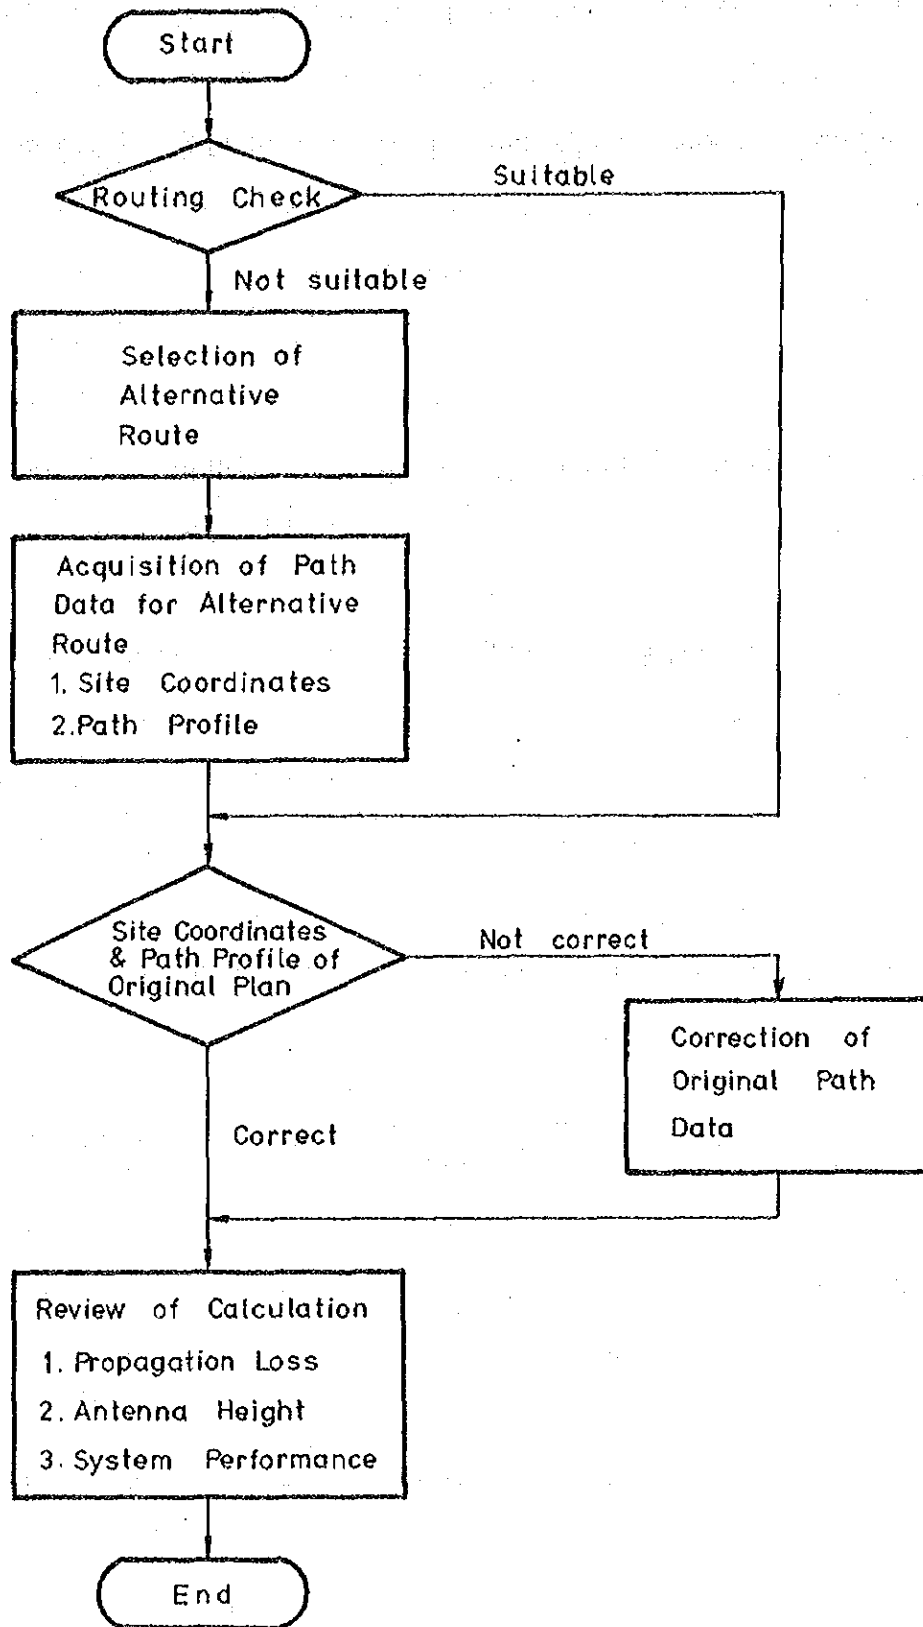 Start
Routing Check
Suitable
Not suitable
Selection of
Alternative
Route
Acquisition of Path
Data for Alternative
Route
1. Site Coordinates
2. Path Profile
Site Coordinates
& Path Profile of
Original Plan
Not correct
Correction of
Original Path
Data
Correct
Review of Calculation
1. Propagation Loss
2. Antenna Height
3. System Performance
End